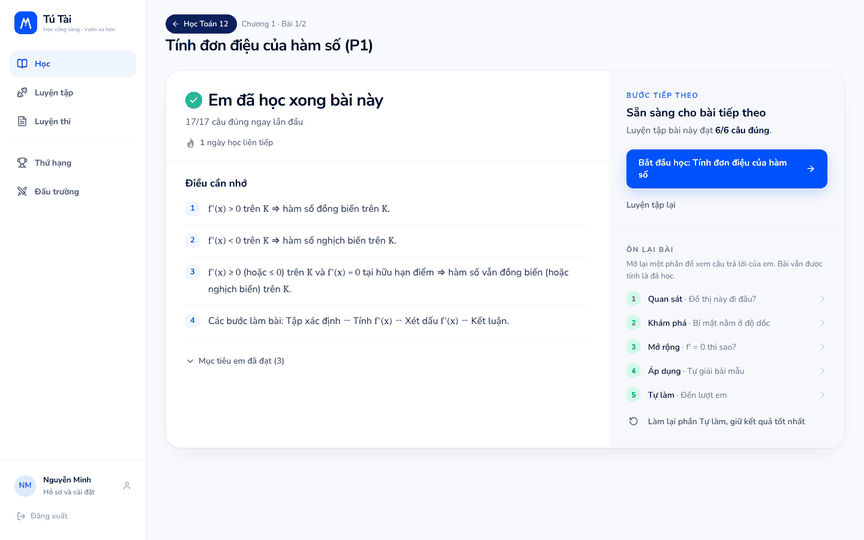 Tú Tài
Học vững vàng · Vươn xa hơn
Học
Luyện tập
Luyện thi
Thứ hạng
Đấu trường
NM
Nguyễn Minh
Hồ sơ và cài đặt
Đăng xuất
← Học Toán 12
Chương 1 · Bài 1/2
Tính đơn điệu của hàm số (P1)
Em đã học xong bài này
17/17 câu đúng ngay lần đầu
1 ngày học liên tiếp
Điều cần nhớ
1 f'(x) > 0 trên K ⇒ hàm số đồng biến trên K.
2 f'(x) < 0 trên K ⇒ hàm số nghịch biến trên K.
3 f'(x) ≥ 0 (hoặc ≤ 0) trên K và f'(x) = 0 tại hữu hạn điểm ⇒ hàm số vẫn đồng biến (hoặc
nghịch biến) trên K.
4 Các bước làm bài: Tập xác định → Tính f'(x) → Xét dấu f'(x) → Kết luận.
Mục tiêu em đã đạt (3)
BƯỚC TIẾP THEO
Sẵn sàng cho bài tiếp theo
Luyện tập bài này đạt 6/6 câu đúng.
Bắt đầu học: Tính đơn điệu của hàm
số →
Luyện tập lại
ÔN LẠI BÀI
Mở lại một phần để xem câu trả lời của em. Bài vẫn được
tính là đã học.
1 Quan sát · Đồ thị này đi đâu?
2 Khám phá · Bí mật nằm ở độ dốc
3 Mở rộng · f' = 0 thì sao?
4 Áp dụng · Tự giải bài mẫu
5 Tự làm · Đến lượt em
Làm lại phần Tự làm, giữ kết quả tốt nhất